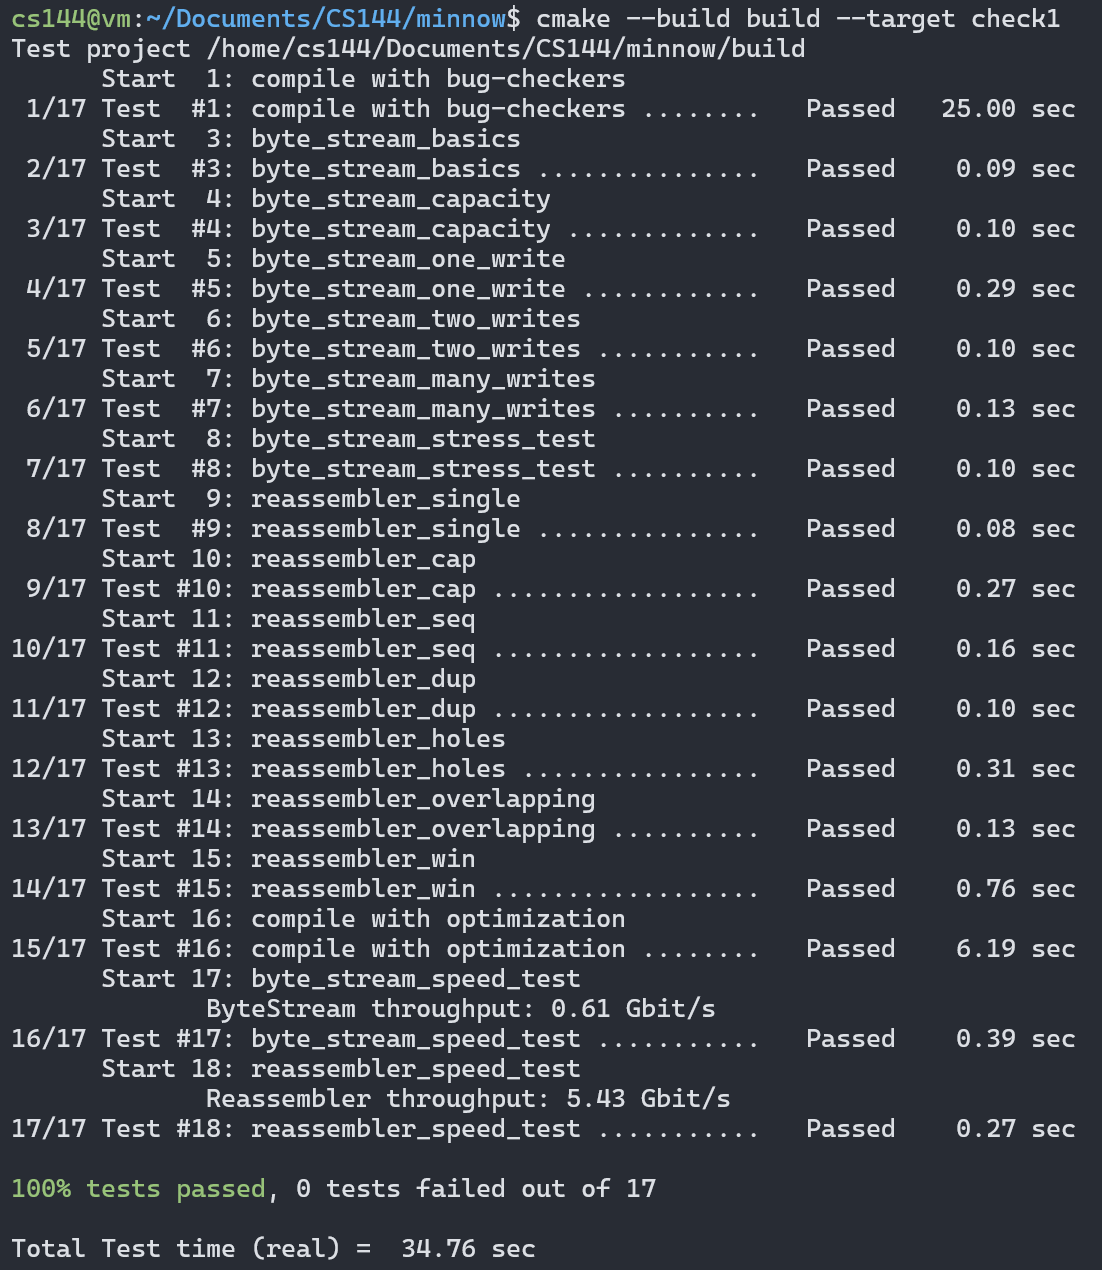 cs144@vm:~/Documents/CS144/minnow$ cmake --build build --target check1
Test project /home/cs144/Documents/CS144/minnow/build
      Start  1: compile with bug-checkers
 1/17 Test  #1: compile with bug-checkers ........   Passed   25.00 sec
      Start  3: byte_stream_basics
 2/17 Test  #3: byte_stream_basics ...............   Passed    0.09 sec
      Start  4: byte_stream_capacity
 3/17 Test  #4: byte_stream_capacity .............   Passed    0.10 sec
      Start  5: byte_stream_one_write
 4/17 Test  #5: byte_stream_one_write ............   Passed    0.29 sec
      Start  6: byte_stream_two_writes
 5/17 Test  #6: byte_stream_two_writes ...........   Passed    0.10 sec
      Start  7: byte_stream_many_writes
 6/17 Test  #7: byte_stream_many_writes ..........   Passed    0.13 sec
      Start  8: byte_stream_stress_test
 7/17 Test  #8: byte_stream_stress_test ..........   Passed    0.10 sec
      Start  9: reassembler_single
 8/17 Test  #9: reassembler_single ...............   Passed    0.08 sec
      Start 10: reassembler_cap
 9/17 Test #10: reassembler_cap ..................   Passed    0.27 sec
      Start 11: reassembler_seq
10/17 Test #11: reassembler_seq ..................   Passed    0.16 sec
      Start 12: reassembler_dup
11/17 Test #12: reassembler_dup ..................   Passed    0.10 sec
      Start 13: reassembler_holes
12/17 Test #13: reassembler_holes ................   Passed    0.31 sec
      Start 14: reassembler_overlapping
13/17 Test #14: reassembler_overlapping ..........   Passed    0.13 sec
      Start 15: reassembler_win
14/17 Test #15: reassembler_win ..................   Passed    0.76 sec
      Start 16: compile with optimization
15/17 Test #16: compile with optimization ........   Passed    6.19 sec
      Start 17: byte_stream_speed_test
             ByteStream throughput: 0.61 Gbit/s
16/17 Test #17: byte_stream_speed_test ...........   Passed    0.39 sec
      Start 18: reassembler_speed_test
             Reassembler throughput: 5.43 Gbit/s
17/17 Test #18: reassembler_speed_test ...........   Passed    0.27 sec

100% tests passed, 0 tests failed out of 17

Total Test time (real) =  34.76 sec